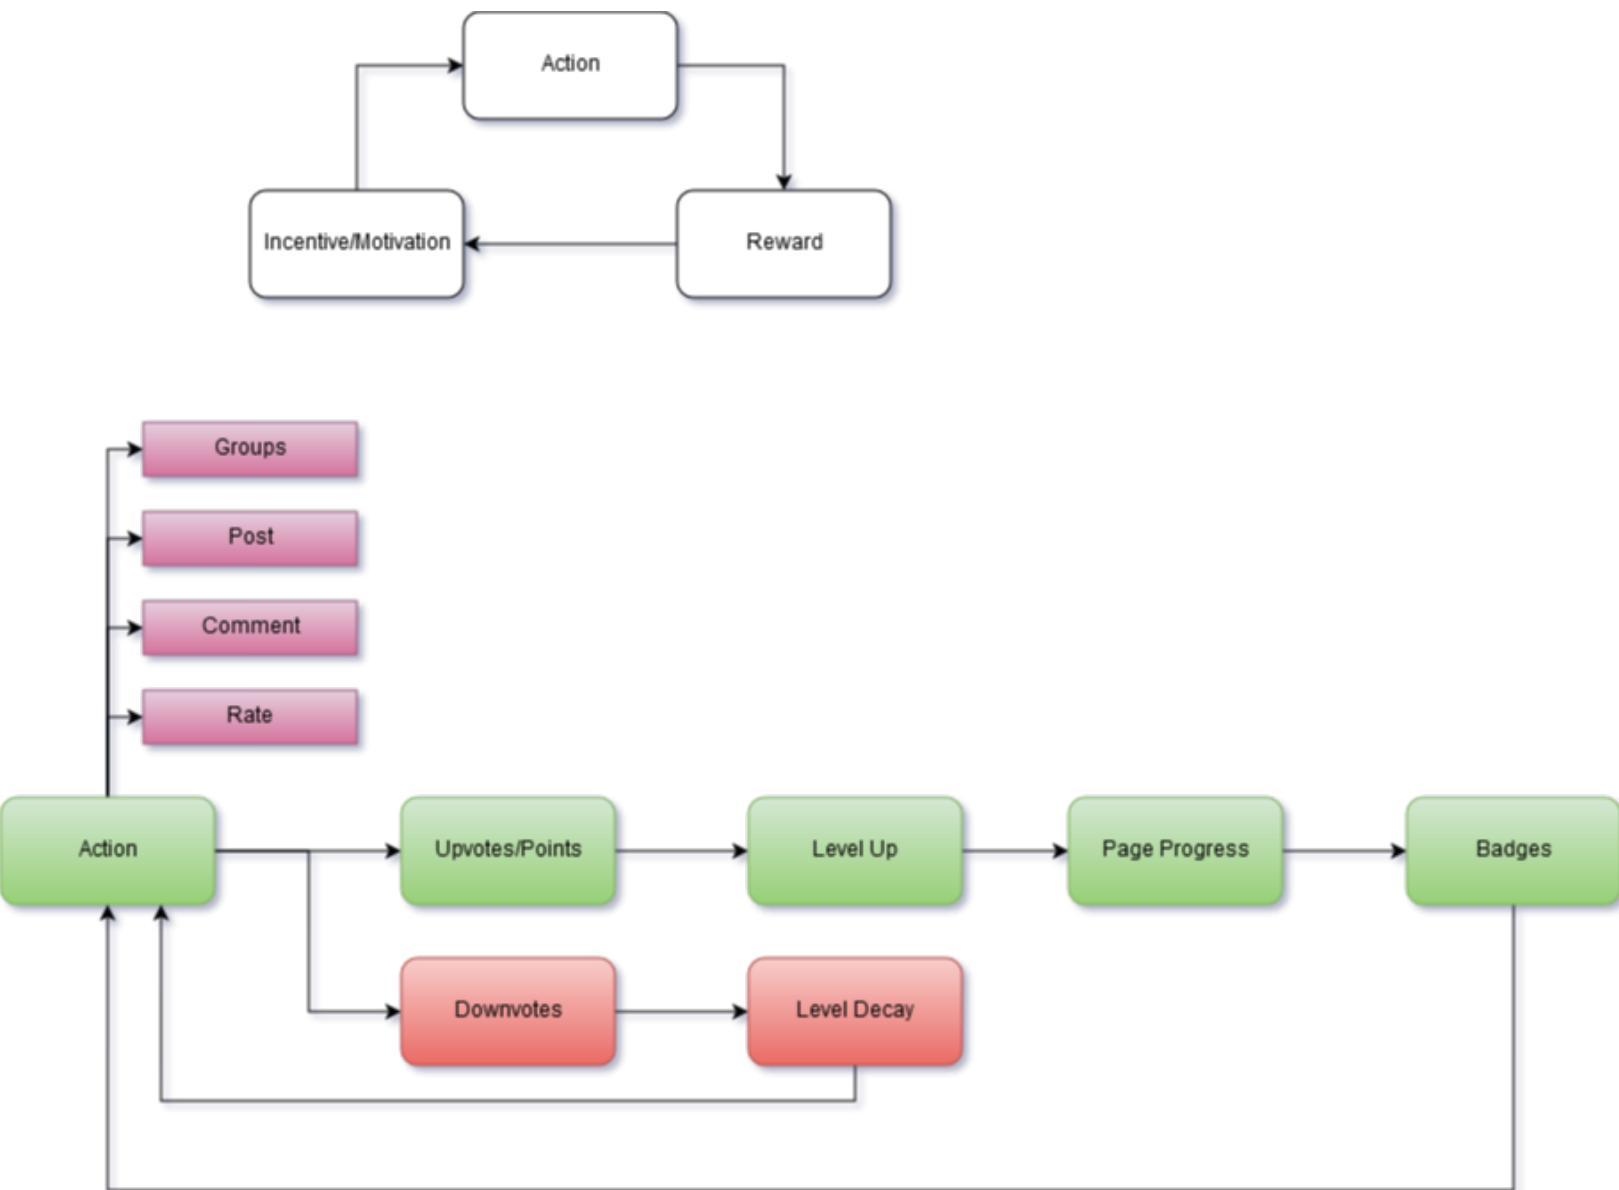 Action
Incentive/Motivation
Reward
Groups
Post
Comment
Rate
Action
Upvotes/Points
Level Up
Page Progress
Badges
Downvotes
Level Decay